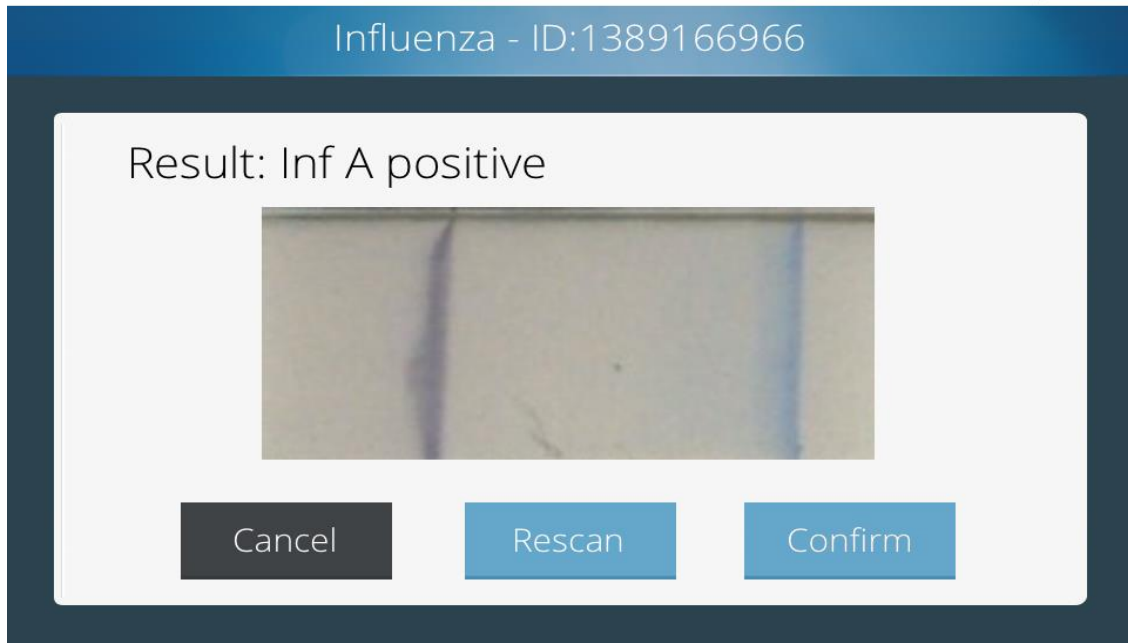 Influenza - ID:1389166966
Result: Inf A positive
Cancel
Rescan
Confirm